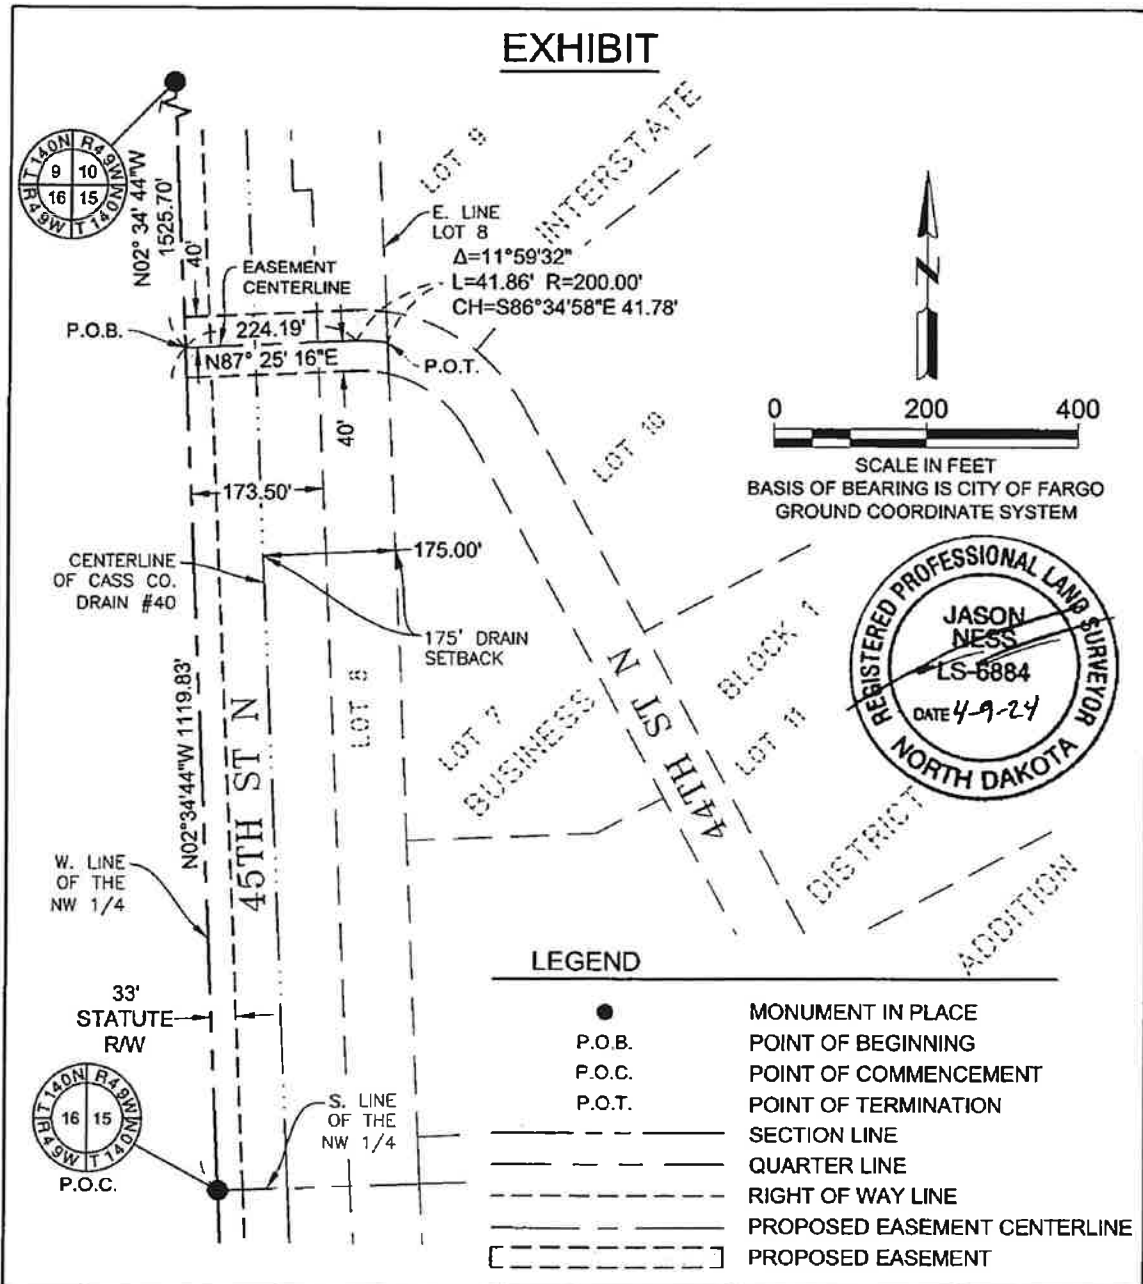 EXHIBIT
T 140N R49W
9 10
16 15
R49W T 140N
N02° 34' 44"W
1525.70'
40'
LOT 9
INTERSTATE
E. LINE
LOT 8
Δ=11°59'32"
L=41.86' R=200.00'
CH=S86°34'58"E 41.78'
EASEMENT
CENTERLINE
P.O.B.
224.19'
N87° 25' 16"E
P.O.T.
40'
LOT 10
0 200 400
SCALE IN FEET
BASIS OF BEARING IS CITY OF FARGO
GROUND COORDINATE SYSTEM
N
173.50'
175.00'
CENTERLINE
OF CASS CO.
DRAIN #40
175' DRAIN
SETBACK
REGISTERED PROFESSIONAL LAND SURVEYOR
JASON
NESS
LS-6884
DATE 4-9-24
NORTH DAKOTA
N02°34'44"W 1119.83'
45TH ST N
LOT 8
LOT 7
BUSINESS
44TH ST N
BLOCK 1
LOT 11
DISTRICT
ADDITION
W. LINE
OF THE
NW 1/4
33'
STATUTE
R/W
T 140N R49W
16 15
R49W T 140N
P.O.C.
S. LINE
OF THE
NW 1/4
LEGEND
MONUMENT IN PLACE
P.O.B. POINT OF BEGINNING
P.O.C. POINT OF COMMENCEMENT
P.O.T. POINT OF TERMINATION
SECTION LINE
QUARTER LINE
RIGHT OF WAY LINE
PROPOSED EASEMENT CENTERLINE
PROPOSED EASEMENT